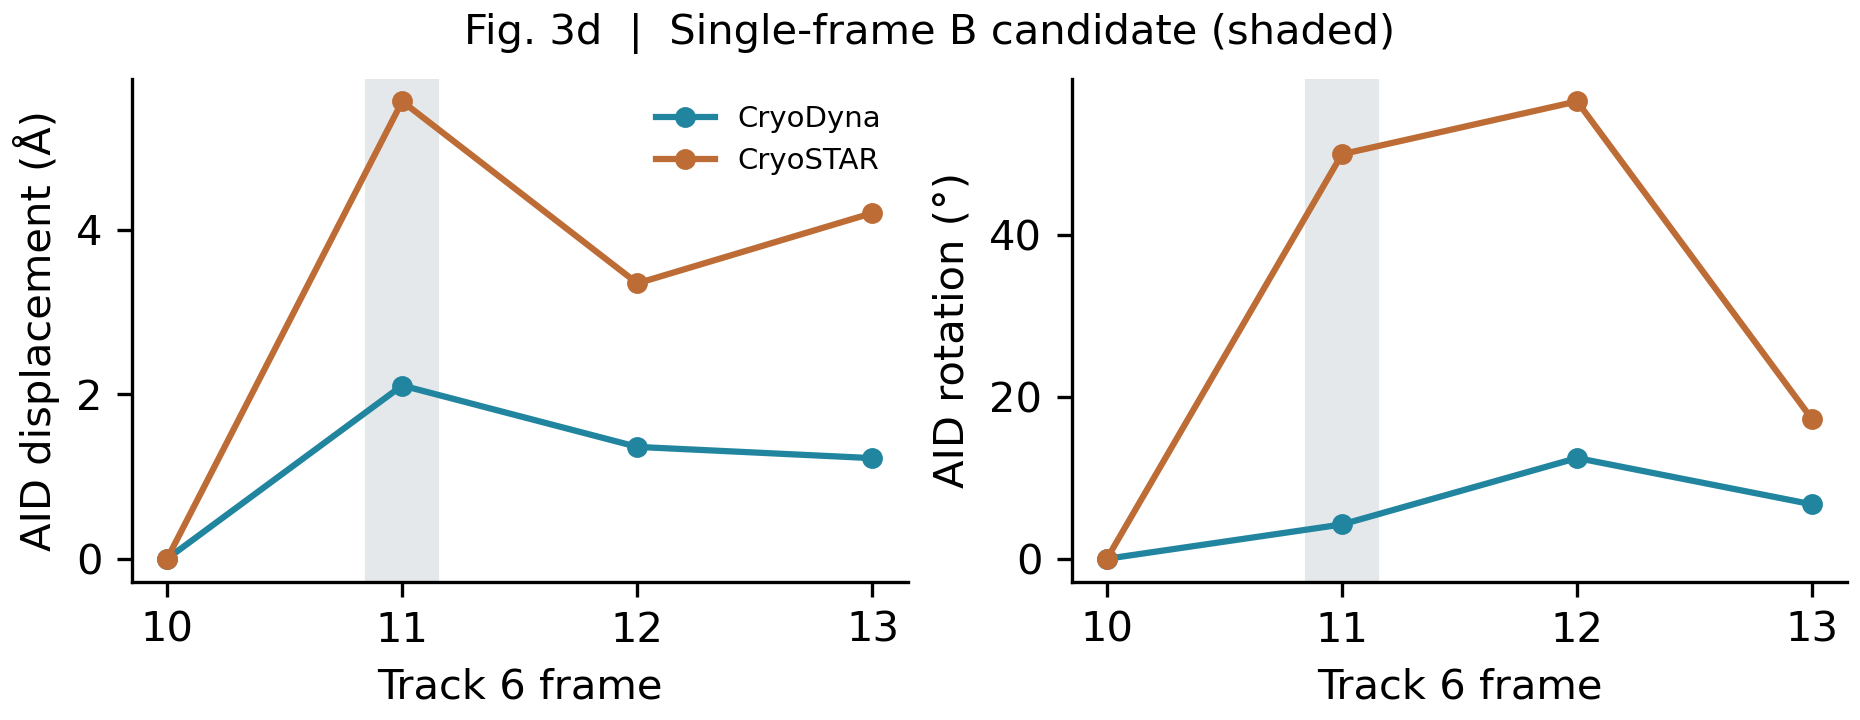 Fig. 3d | Single-frame B candidate (shaded)
AID displacement (Å)
4
2
0
CryoDyna
CryoSTAR
10 11 12 13
Track 6 frame
AID rotation (°)
40
20
0
10 11 12 13
Track 6 frame